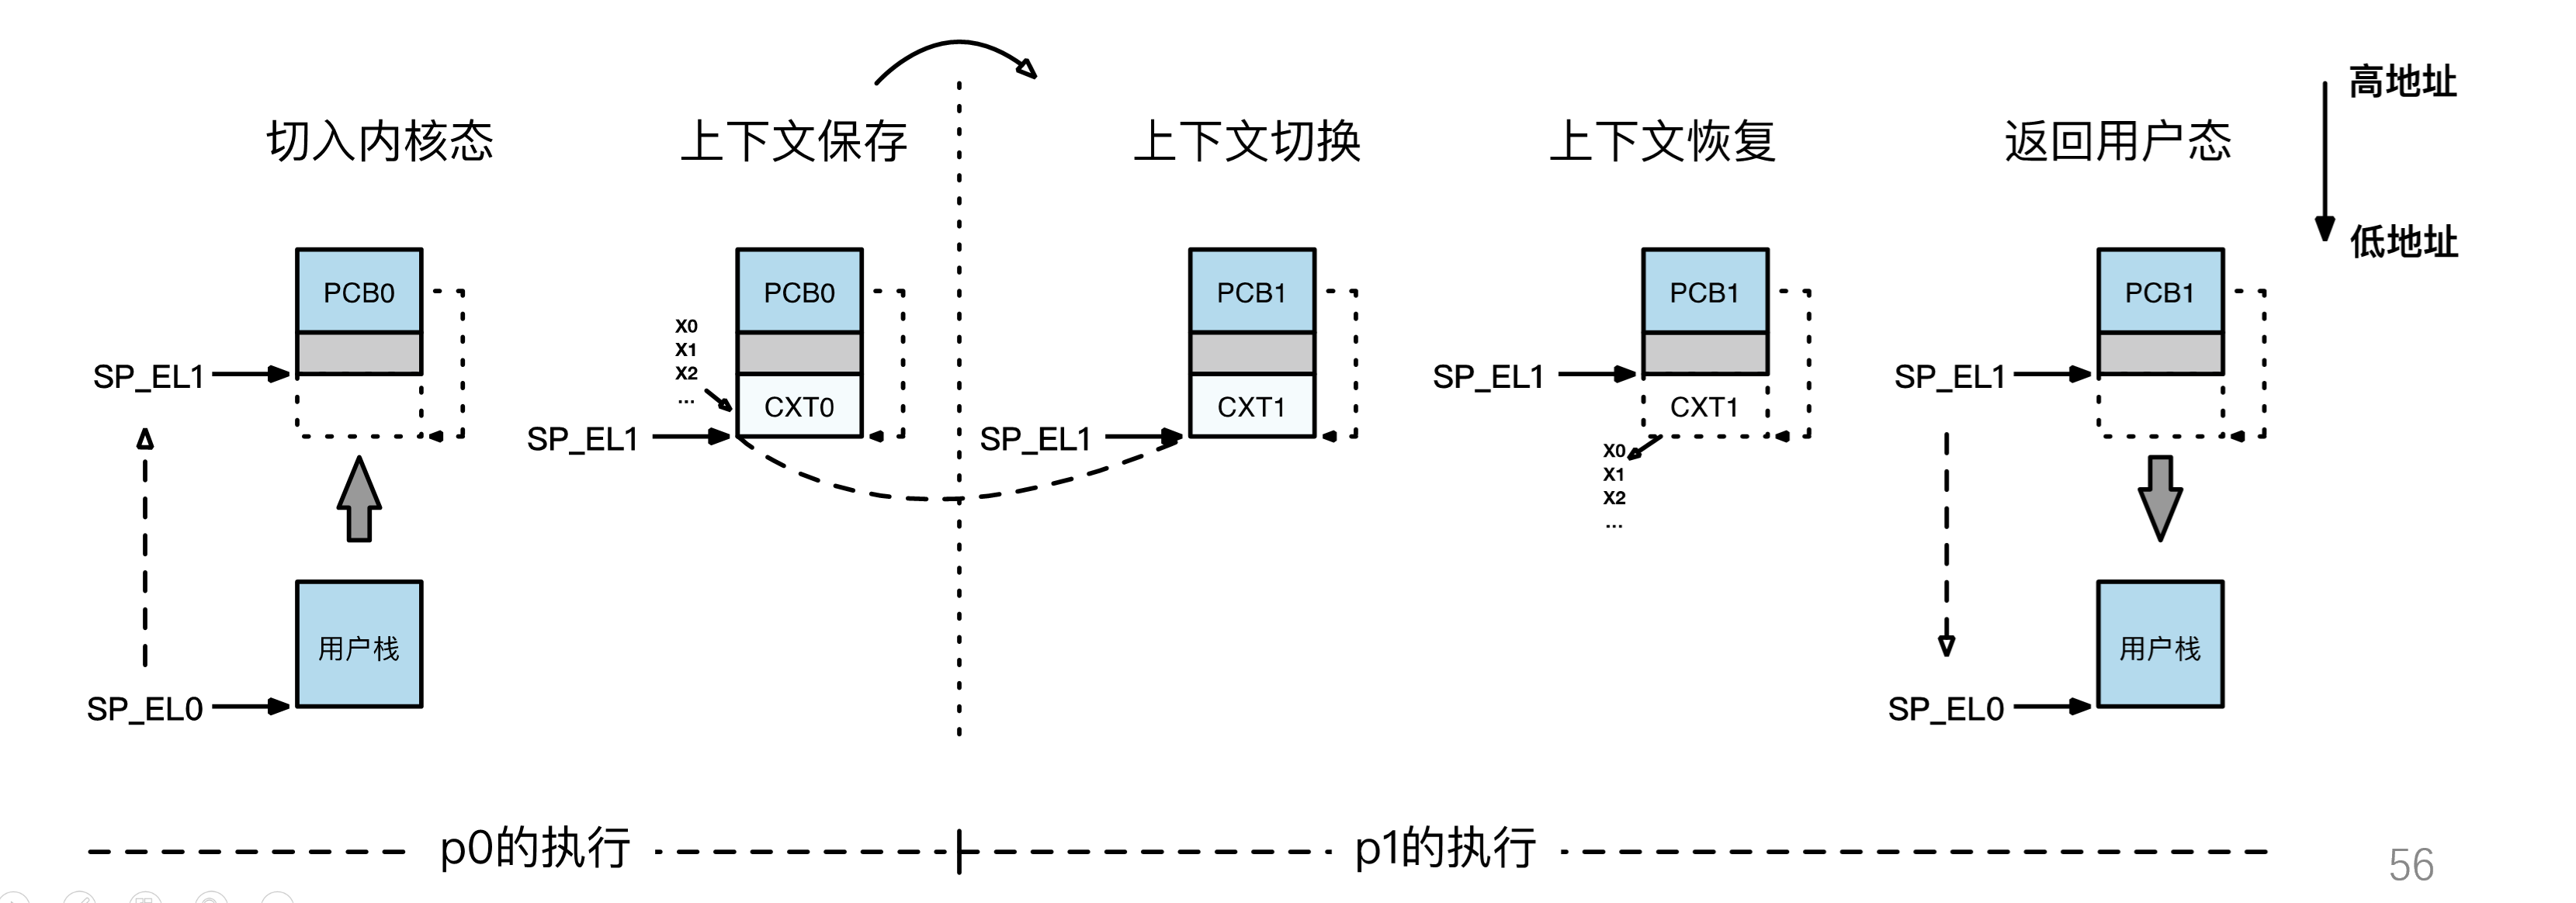 切入内核态
上下文保存
上下文切换
上下文恢复
返回用户态
高地址
低地址
PCB0
SP_EL1
用户栈
SP_EL0
PCB0
X0
X1
X2
...
CXT0
SP_EL1
PCB1
CXT1
SP_EL1
PCB1
SP_EL1
CXT1
X0
X1
X2
...
PCB1
SP_EL1
用户栈
SP_EL0
p0的执行
p1的执行
56